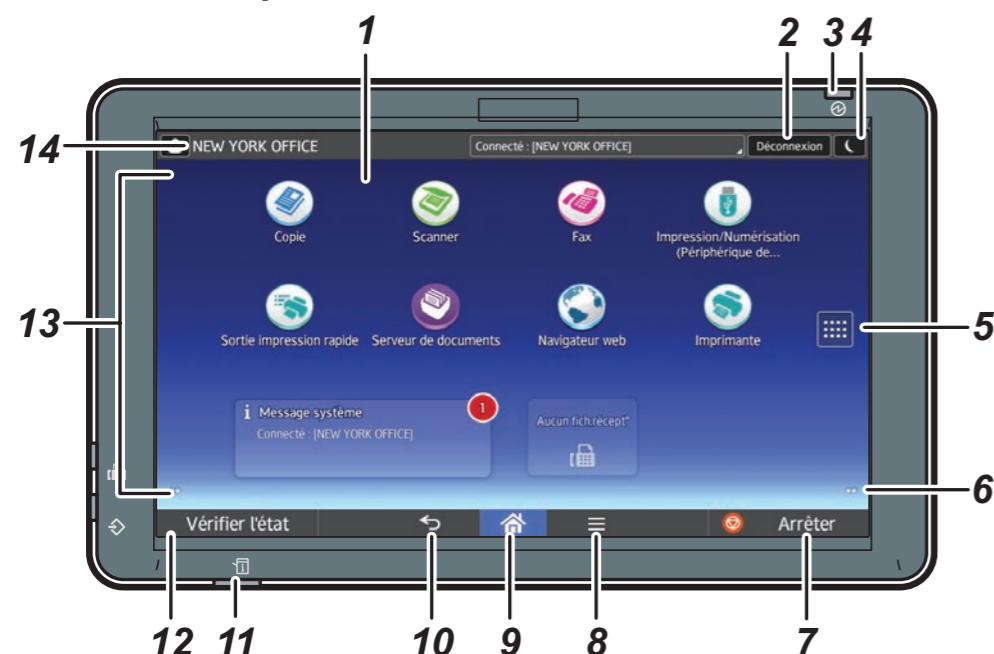 1
2
3 4
14
NEW YORK OFFICE
Connecté : [NEW YORK OFFICE]
Déconnexion
Copie
Scanner
Fax
Impression/Numérisation
(Périphérique de...
13
5
Sortie impression rapide
Serveur de documents
Navigateur web
Imprimante
i Message système
1
Connecté : [NEW YORK OFFICE]
Aucun fich.récept°
6
Vérifier l'état
Arrêter
12
11
10
9
8
7